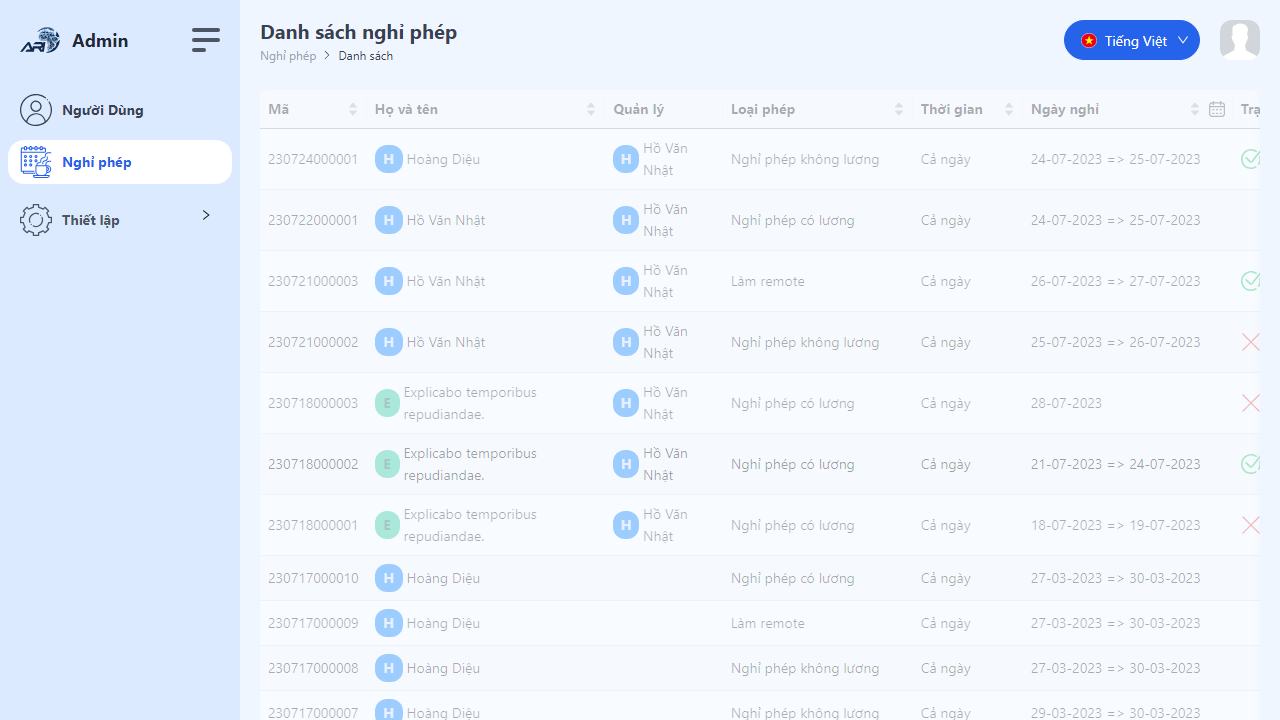 ARI Admin
Người Dùng
Nghỉ phép
Thiết lập
Danh sách nghỉ phép
Nghỉ phép > Danh sách
Tiếng Việt
Mã Họ và tên Quản lý Loại phép Thời gian Ngày nghỉ Trạ
230724000001 H Hoàng Diệu H Hồ Văn Nhật Nghỉ phép không lương Cả ngày 24-07-2023 => 25-07-2023
230722000001 H Hồ Văn Nhật H Hồ Văn Nhật Nghỉ phép có lương Cả ngày 24-07-2023 => 25-07-2023
230721000003 H Hồ Văn Nhật H Hồ Văn Nhật Làm remote Cả ngày 26-07-2023 => 27-07-2023
230721000002 H Hồ Văn Nhật H Hồ Văn Nhật Nghỉ phép không lương Cả ngày 25-07-2023 => 26-07-2023
230718000003 E Explicabo temporibus repudiandae. H Hồ Văn Nhật Nghỉ phép có lương Cả ngày 28-07-2023
230718000002 E Explicabo temporibus repudiandae. H Hồ Văn Nhật Nghỉ phép có lương Cả ngày 21-07-2023 => 24-07-2023
230718000001 E Explicabo temporibus repudiandae. H Hồ Văn Nhật Nghỉ phép có lương Cả ngày 18-07-2023 => 19-07-2023
230717000010 H Hoàng Diệu Nghỉ phép có lương Cả ngày 27-03-2023 => 30-03-2023
230717000009 H Hoàng Diệu Làm remote Cả ngày 27-03-2023 => 30-03-2023
230717000008 H Hoàng Diệu Nghỉ phép không lương Cả ngày 27-03-2023 => 30-03-2023
230717000007 H Hoàng Diệu Nghỉ phép không lương Cả ngày 29-03-2023 => 30-03-2023